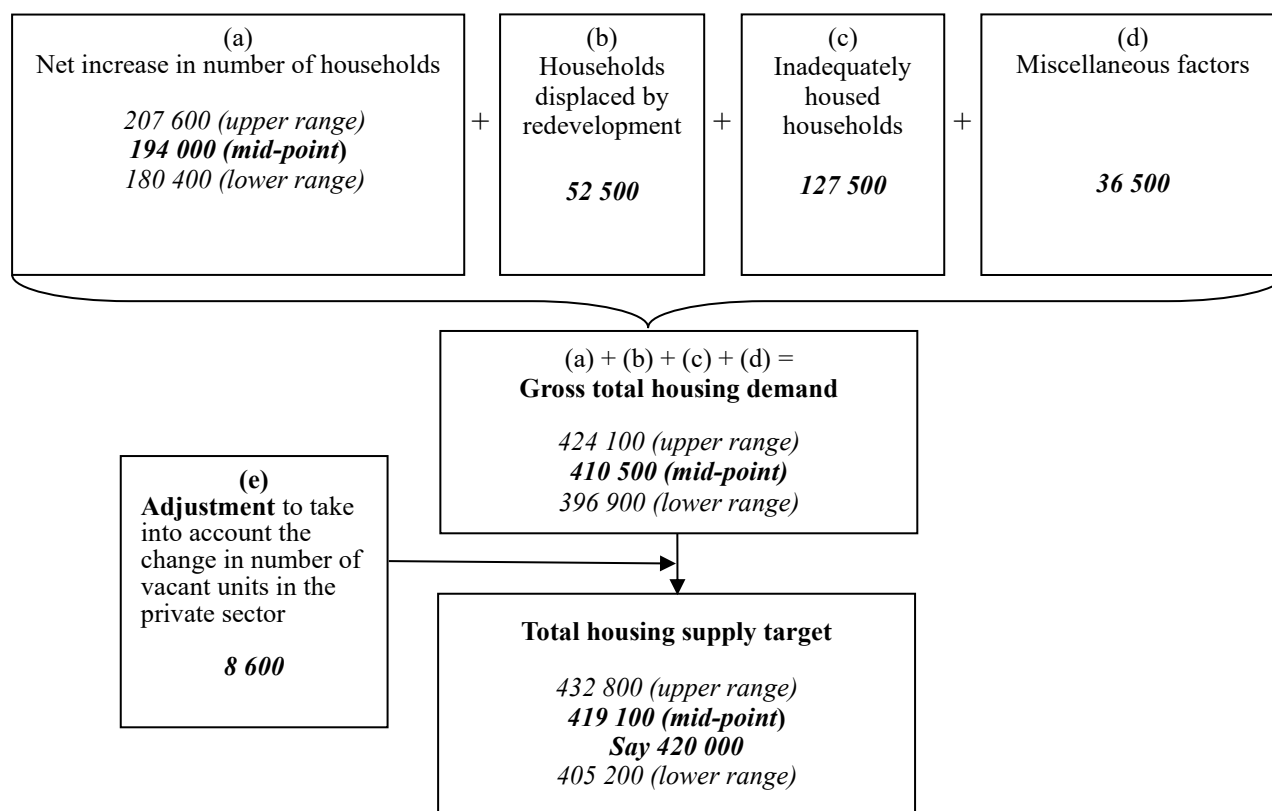 (a)
Net increase in number of households
207 600 (upper range)
194 000 (mid-point)
180 400 (lower range)
+
(b)
Households
displaced by
redevelopment
52 500
+
(c)
Inadequately
housed
households
127 500
+
(d)
Miscellaneous factors
36 500
(a) + (b) + (c) + (d) =
Gross total housing demand
424 100 (upper range)
410 500 (mid-point)
396 900 (lower range)
(e)
Adjustment to take
into account the
change in number of
vacant units in the
private sector
8 600
Total housing supply target
432 800 (upper range)
419 100 (mid-point)
Say 420 000
405 200 (lower range)